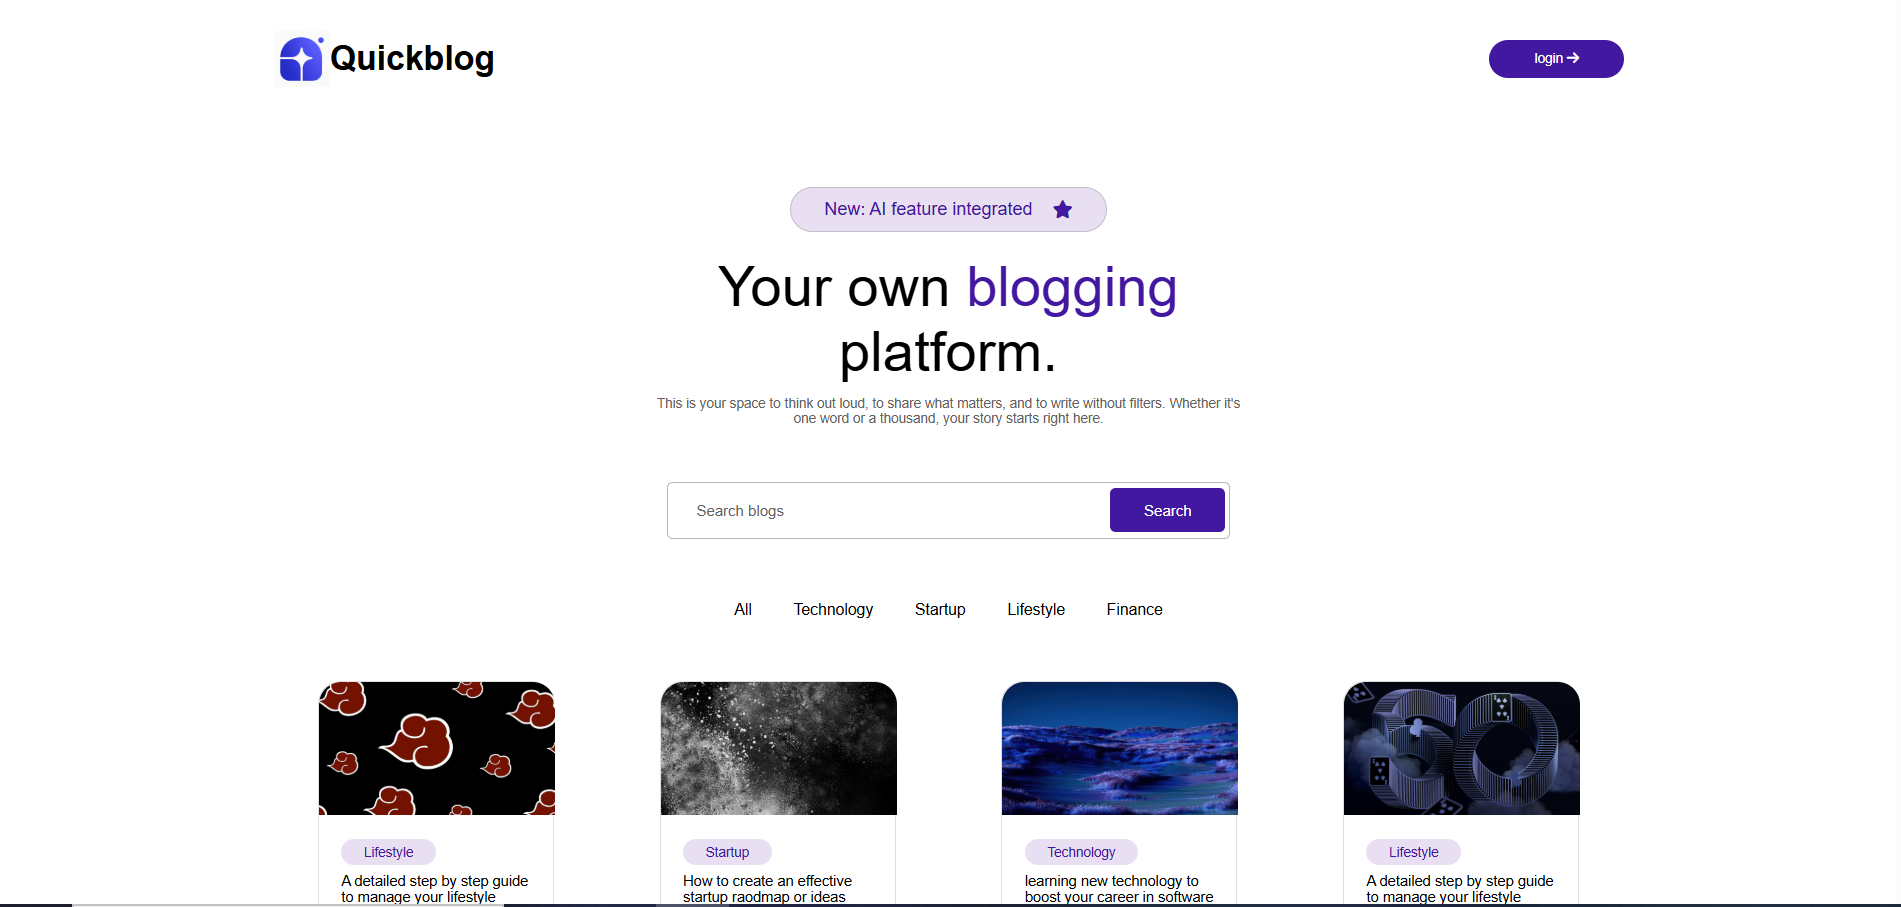 Quickblog
login
New: AI feature integrated
Your own blogging
platform.
This is your space to think out loud, to share what matters, and to write without filters. Whether it's
one word or a thousand, your story starts right here.
Search blogs
Search
All Technology Startup Lifestyle Finance
Lifestyle
A detailed step by step guide
to manage your lifestyle
Startup
How to create an effective
startup raodmap or ideas
Technology
learning new technology to
boost your career in software
Lifestyle
A detailed step by step guide
to manage your lifestyle